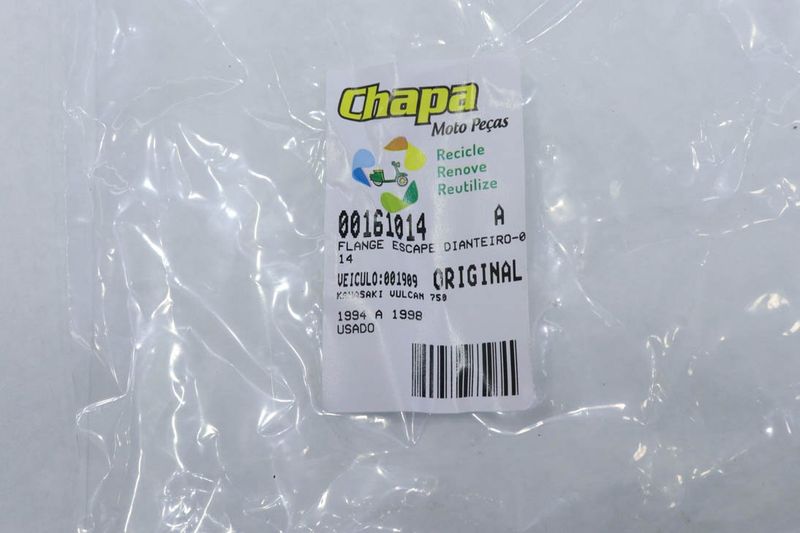 Chapa
Moto Peças
Recicle
Renove
Reutilize
00161014 A
FLANGE ESCAPE DIANTEIRO-0
14
VEICULO:001909 ORIGINAL
KAWASAKI VULCAN 750
1994 A 1998
USADO